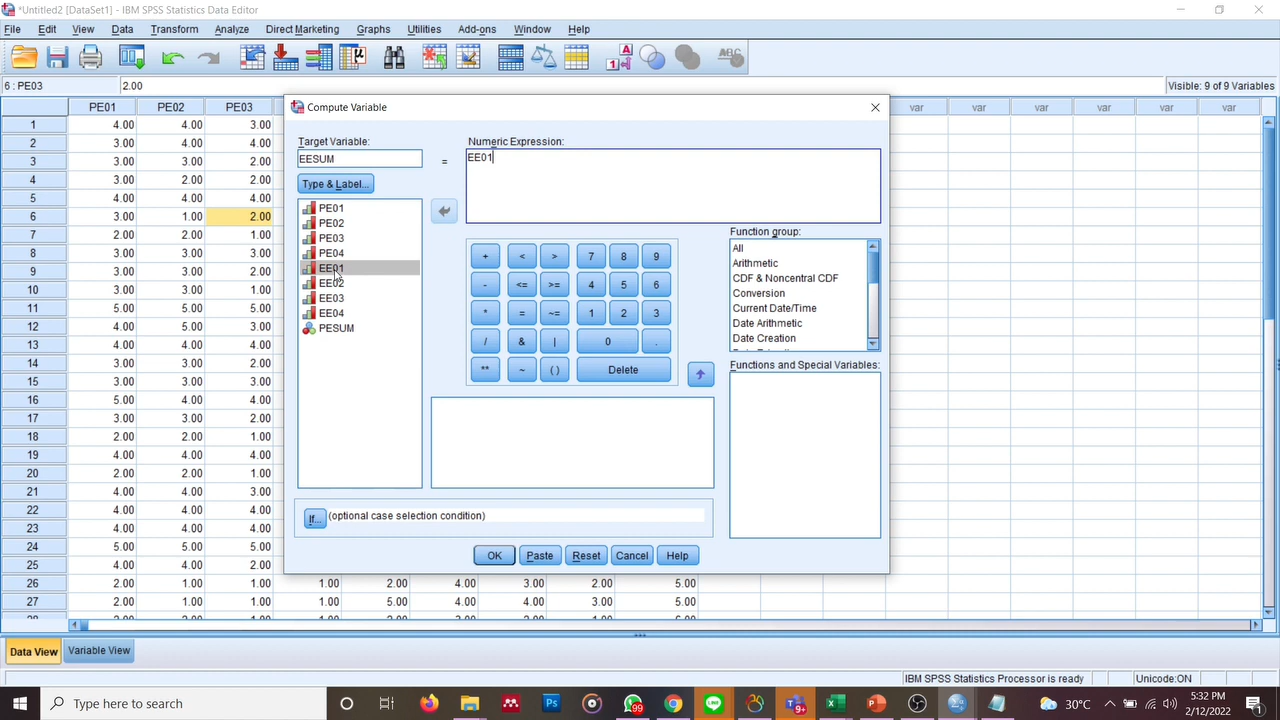 *Untitled2 [DataSet1] - IBM SPSS Statistics Data Editor
File Edit View Data Transform Analyze Direct Marketing Graphs Utilities Add-ons Window Help
6 : PE03 2.00 Visible: 9 of 9 Variables
PE01 PE02 PE03 var var var var var var
1 4.00 4.00 3.00
2 3.00 4.00 4.00
3 3.00 3.00 2.00
4 2.00 3.00 2.00
5 4.00 4.00 4.00
6 3.00 1.00 2.00
7 2.00 2.00 1.00
8 3.00 3.00 3.00
9 3.00 3.00 2.00
10 3.00 3.00 1.00
11 5.00 5.00 5.00
12 4.00 5.00 3.00
13 4.00 4.00 4.00
14 3.00 3.00 2.00
15 3.00 3.00 3.00
16 5.00 4.00 4.00
17 3.00 3.00 2.00
18 2.00 2.00 1.00
19 4.00 5.00 4.00
20 2.00 2.00 1.00
21 4.00 4.00 3.00
22 4.00 4.00 4.00
23 4.00 4.00 4.00
24 5.00 5.00 5.00
25 4.00 4.00 2.00
26 2.00 1.00 1.00 1.00 2.00 4.00 3.00 2.00 5.00
27 2.00 1.00 1.00 1.00 5.00 4.00 4.00 3.00 5.00
Compute Variable
Target Variable:
EESUM
=
Numeric Expression:
EE01
Type & Label...
PE01
PE02
PE03
PE04
EE01
EE02
EE03
EE04
PESUM
+ < > 7 8 9
- <= >= 4 5 6
* = ~= 1 2 3
/ & | 0 .
** ~ ( ) Delete
Function group:
All
Arithmetic
CDF & Noncentral CDF
Conversion
Current Date/Time
Date Arithmetic
Date Creation
Functions and Special Variables:
If... (optional case selection condition)
OK Paste Reset Cancel Help
Data View Variable View
IBM SPSS Statistics Processor is ready Unicode:ON
Type here to search
Ps
99
LINE
9+
30°C
5:32 PM
2/12/2022